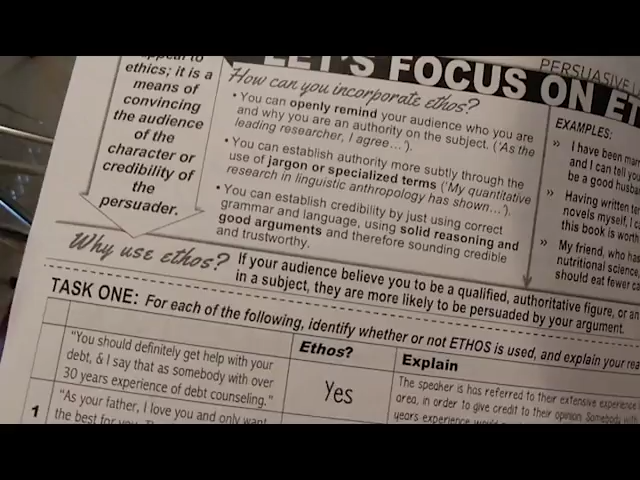 PERSUASIVE
LET'S FOCUS ON ET
appeal to
ethics; it is a
means of
convincing
the audience
of the
character or
credibility of
the
persuader.
How can you incorporate ethos?
• You can openly remind your audience who you are
and why you are an authority on the subject. ('As the
leading researcher, I agree...').
• You can establish authority more subtly through the
use of jargon or specialized terms ('My quantitative
research in linguistic anthropology has shown...').
• You can establish credibility by just using correct
grammar and language, using solid reasoning and
good arguments and therefore sounding credible
and trustworthy.
EXAMPLES:
» I have been mar
and I can tell you
be a good husba
» Having written ten
novels myself, I c
this book is worth
» My friend, who has
nutritional science
should eat fewer ca
Why use ethos? If your audience believe you to be a qualified, authoritative figure, or an
in a subject, they are more likely to be persuaded by your argument.
TASK ONE: For each of the following, identify whether or not ETHOS is used, and explain your rea
Ethos?
Explain
"You should definitely get help with your
debt, & I say that as somebody with over
30 years experience of debt counseling."
Yes
The speaker is has referred to their extensive experience
area, in order to give credit to their opinion. Somebody with
years experience would
1
"As your father, I love you and only want
the best for you.